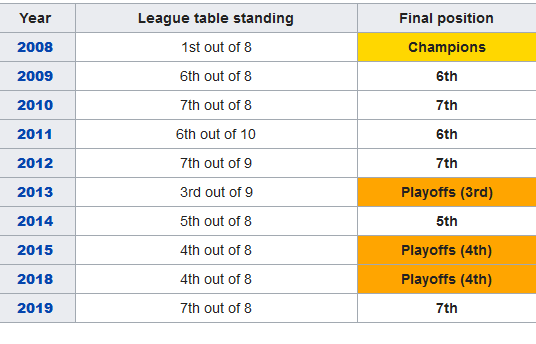 Year League table standing Final position
2008 1st out of 8 Champions
2009 6th out of 8 6th
2010 7th out of 8 7th
2011 6th out of 10 6th
2012 7th out of 9 7th
2013 3rd out of 9 Playoffs (3rd)
2014 5th out of 8 5th
2015 4th out of 8 Playoffs (4th)
2018 4th out of 8 Playoffs (4th)
2019 7th out of 8 7th